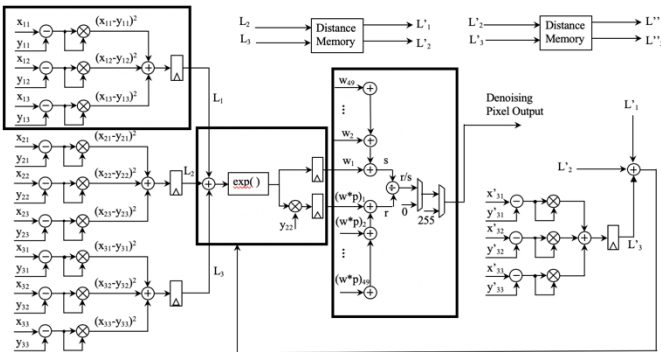 x11
y11
(x11-y11)2
x12
y12
(x12-y12)2
x13
y13
(x13-y13)2
L1
x21
y21
(x21-y21)2
x22
y22
(x22-y22)2
x23
y23
(x23-y23)2
L2
x31
y31
(x31-y31)2
x32
y32
(x32-y32)2
x33
y33
(x33-y33)2
L3
exp( )
y22
L2
L3
Distance
Memory
L'1
L'2
L'2
L'3
Distance
Memory
L''
L''
w49
w2
w1
s
r/s
(w*p)1
r
0
255
(w*p)2
(w*p)49
Denoising
Pixel Output
L'1
L'2
x'31
y'31
x'32
y'32
x'33
y'33
L'3